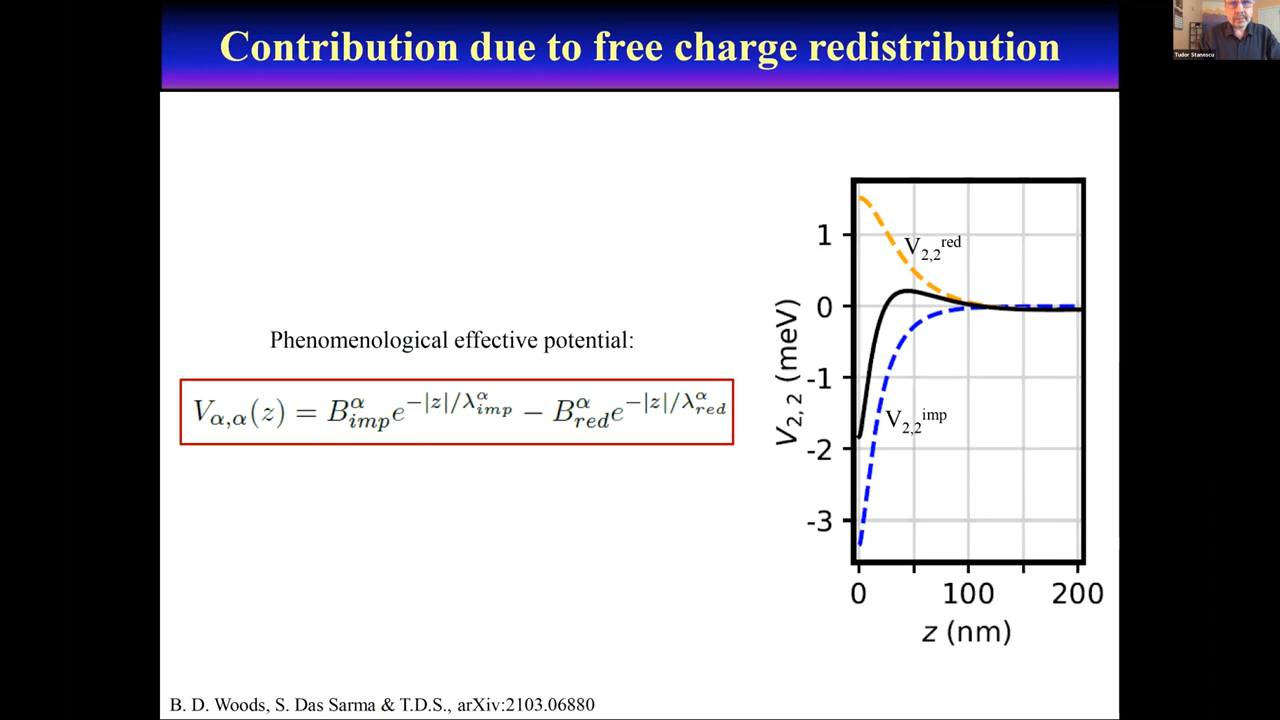 Contribution due to free charge redistribution
Tudor Stanescu
Phenomenological effective potential:
V_{α,α}(z) = B^α_{imp} e^{−|z|/λ^α_{imp}} − B^α_{red} e^{−|z|/λ^α_{red}}
V_{2,2}^{red}
V_{2,2}^{imp}
V_{2,2} (meV)
1
0
-1
-2
-3
0 100 200
z (nm)
B. D. Woods, S. Das Sarma & T.D.S., arXiv:2103.06880